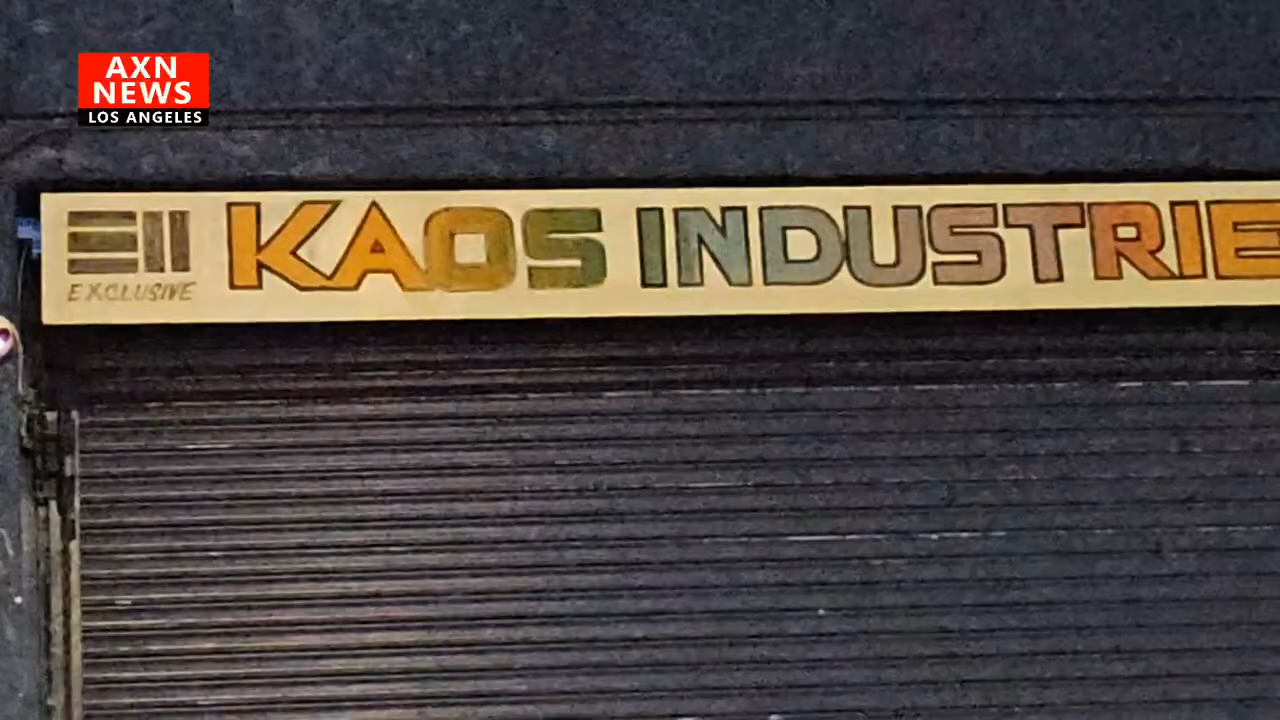 AXN
NEWS
LOS ANGELES
KAOS INDUSTRIE
EXCLUSIVE